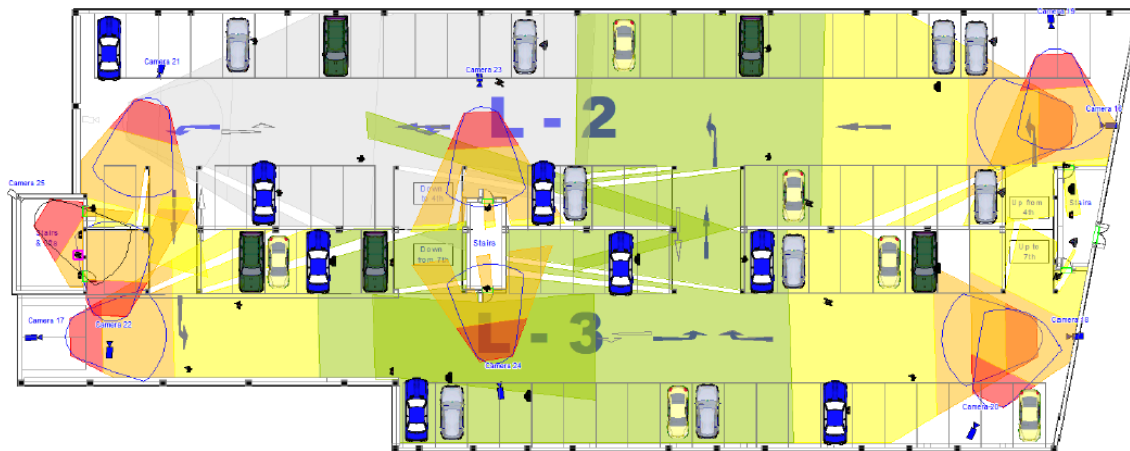 Camera 19
Camera 21
Camera 23
L - 2
Camera 16
Camera 25
Down
to 4th
Up from
4th
Stairs
Stairs
Stairs
Down
from 7th
Up to
7th
Camera 17
Camera 22
L - 3
Camera 18
Camera 24
Camera 20